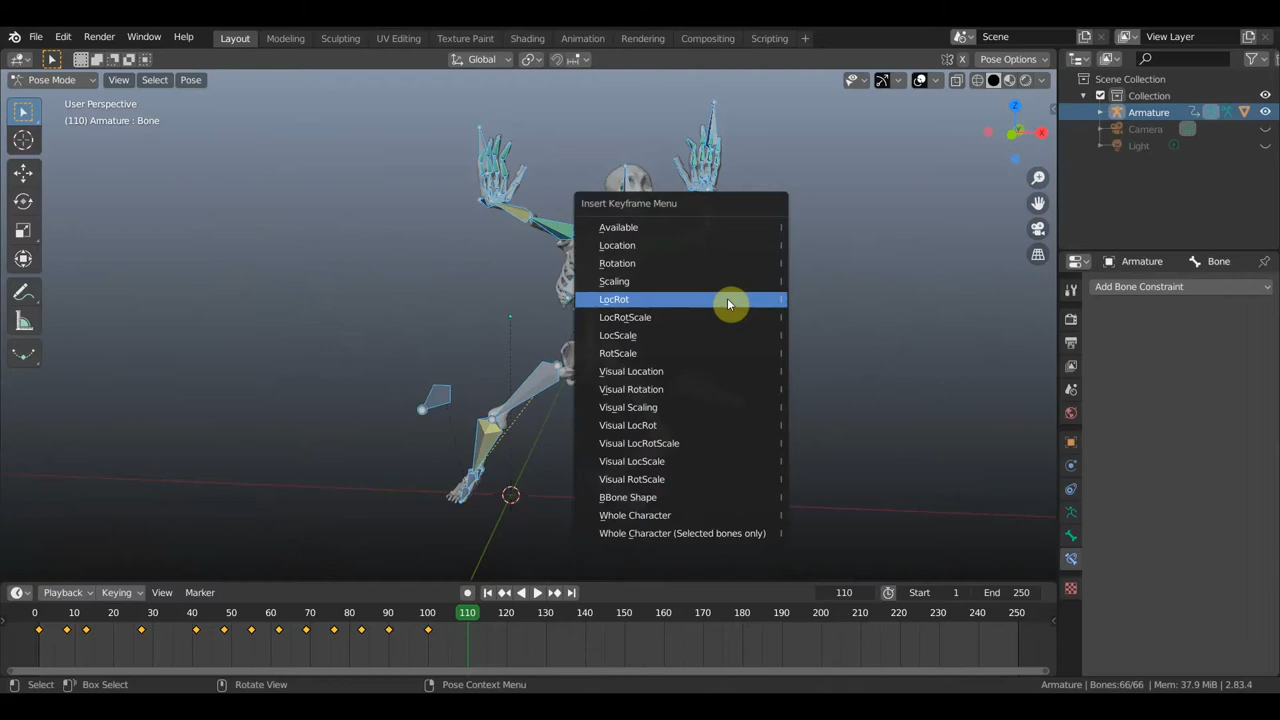 File Edit Render Window Help Layout Modeling Sculpting UV Editing Texture Paint Shading Animation Rendering Compositing Scripting + Scene View Layer
Global X Pose Options
Pose Mode View Select Pose
Scene Collection
Collection
Armature
Camera
Light
User Perspective
(110) Armature : Bone
Z
X
Insert Keyframe Menu
Available I
Location I
Rotation I
Scaling I
LocRot I
LocRotScale I
LocScale I
RotScale I
Visual Location I
Visual Rotation I
Visual Scaling I
Visual LocRot I
Visual LocRotScale I
Visual LocScale I
Visual RotScale I
BBone Shape I
Whole Character I
Whole Character (Selected bones only) I
Armature Bone
Add Bone Constraint
Playback Keying View Marker 110 Start 1 End 250
0 10 20 30 40 50 60 70 80 90 100 110 120 130 140 150 160 170 180 190 200 210 220 230 240 250
Select Box Select Rotate View Pose Context Menu Armature | Bones:66/66 | Mem: 37.9 MiB | 2.83.4